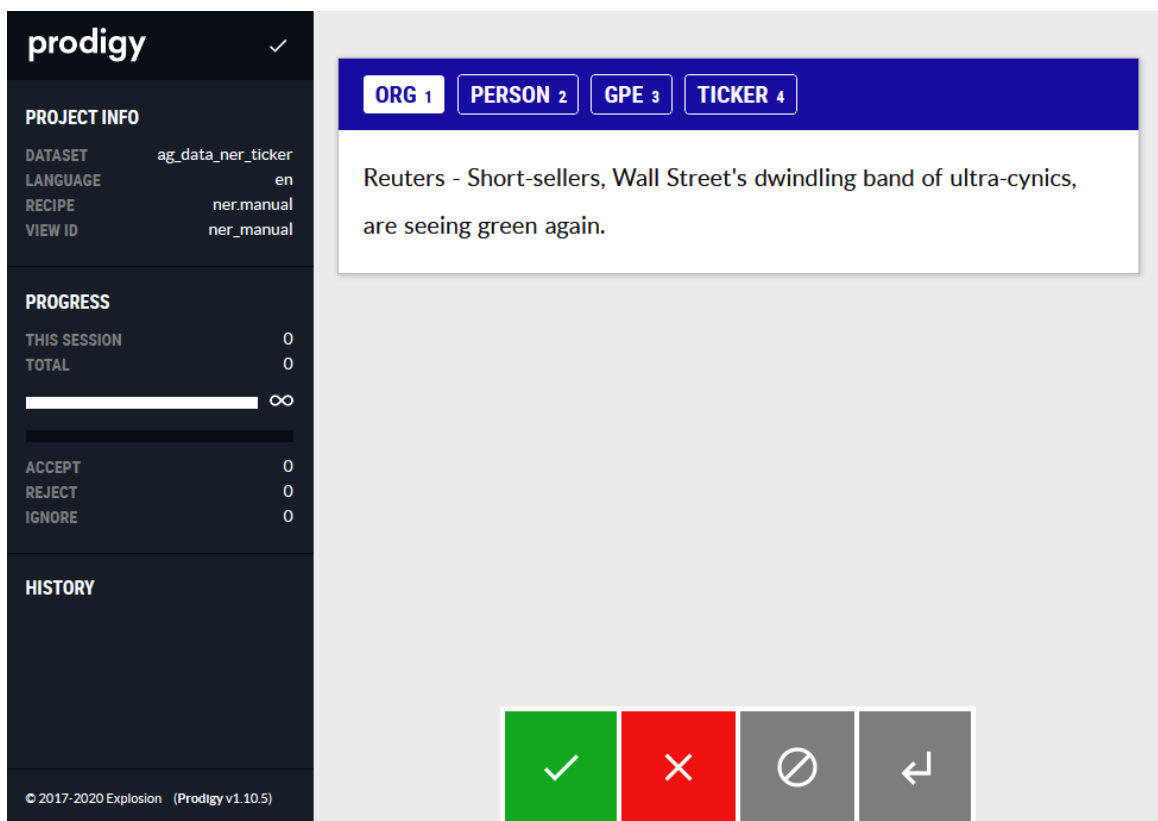 prodigy
PROJECT INFO
DATASET ag_data_ner_ticker
LANGUAGE en
RECIPE ner.manual
VIEW ID ner_manual
PROGRESS
THIS SESSION 0
TOTAL 0
∞
ACCEPT 0
REJECT 0
IGNORE 0
HISTORY
© 2017-2020 Explosion (Prodigy v1.10.5)
ORG 1 PERSON 2 GPE 3 TICKER 4
Reuters - Short-sellers, Wall Street's dwindling band of ultra-cynics,
are seeing green again.